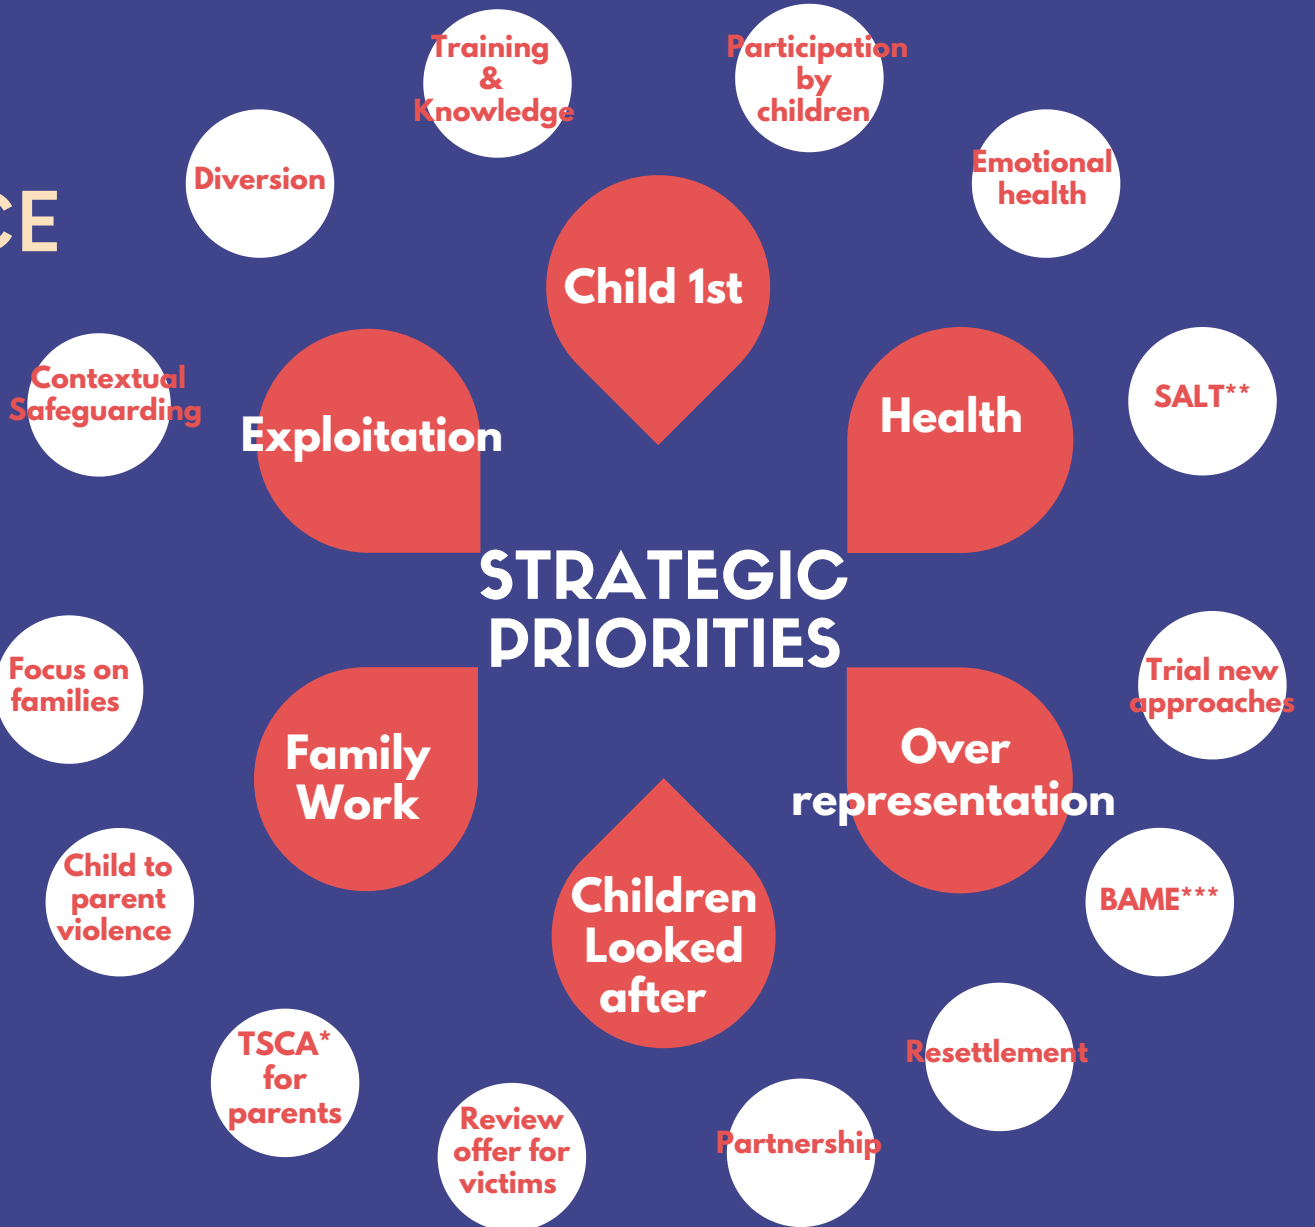 Training
&
Knowledge
Participation
by
children
Diversion
Emotional
health
CE
Child 1st
Contextual
Safeguarding
Exploitation
Health
SALT**
STRATEGIC
PRIORITIES
Focus on
families
Family
Work
Over
representation
Trial new
approaches
Child to
parent
violence
Children
Looked
after
BAME***
TSCA*
for
parents
Resettlement
Review
offer for
victims
Partnership